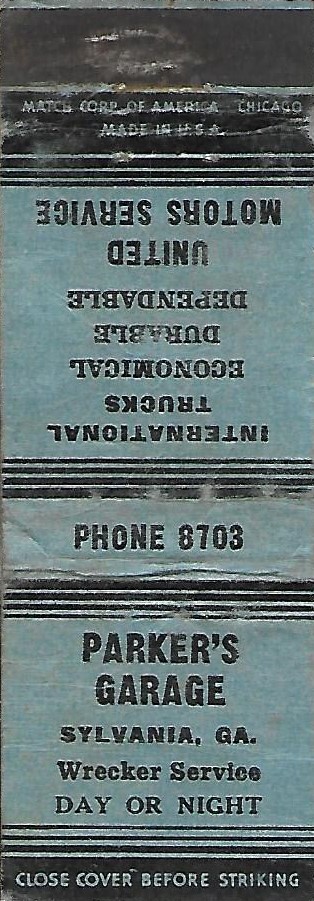 MATCH CORP. OF AMERICA CHICAGO
MADE IN U.S.A.
INTERNATIONAL
TRUCKS
ECONOMICAL
DURABLE
DEPENDABLE
UNITED
MOTORS SERVICE
PHONE 8703
PARKER'S
GARAGE
SYLVANIA, GA.
Wrecker Service
DAY OR NIGHT
CLOSE COVER BEFORE STRIKING